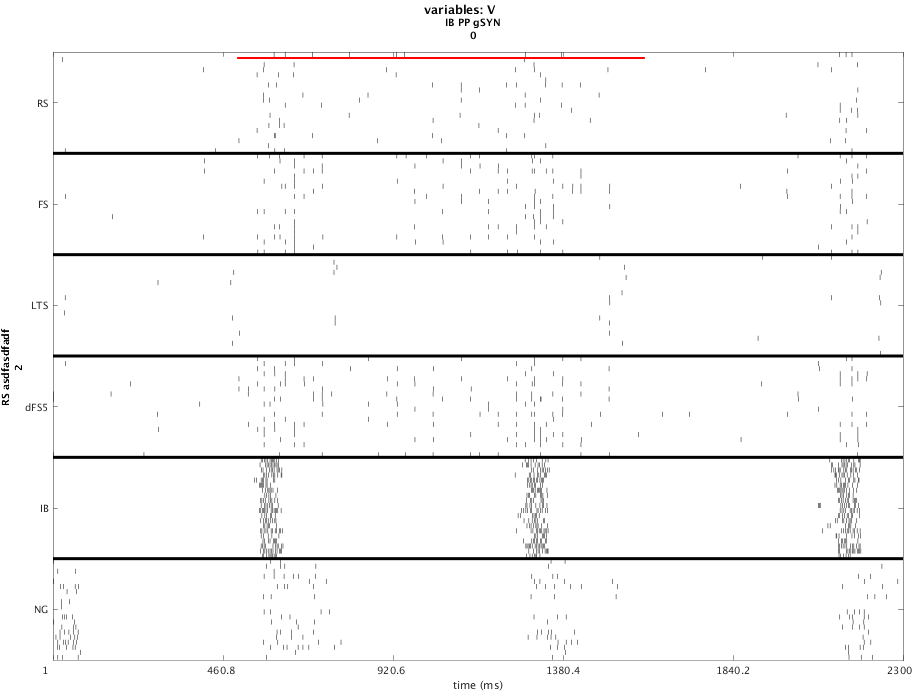 variables: V
IB PP gSYN
0
RS
FS
LTS
dFS5
IB
NG
RS asdfasdfadf
2
1 460.8 920.6 1380.4 1840.2 2300
time (ms)